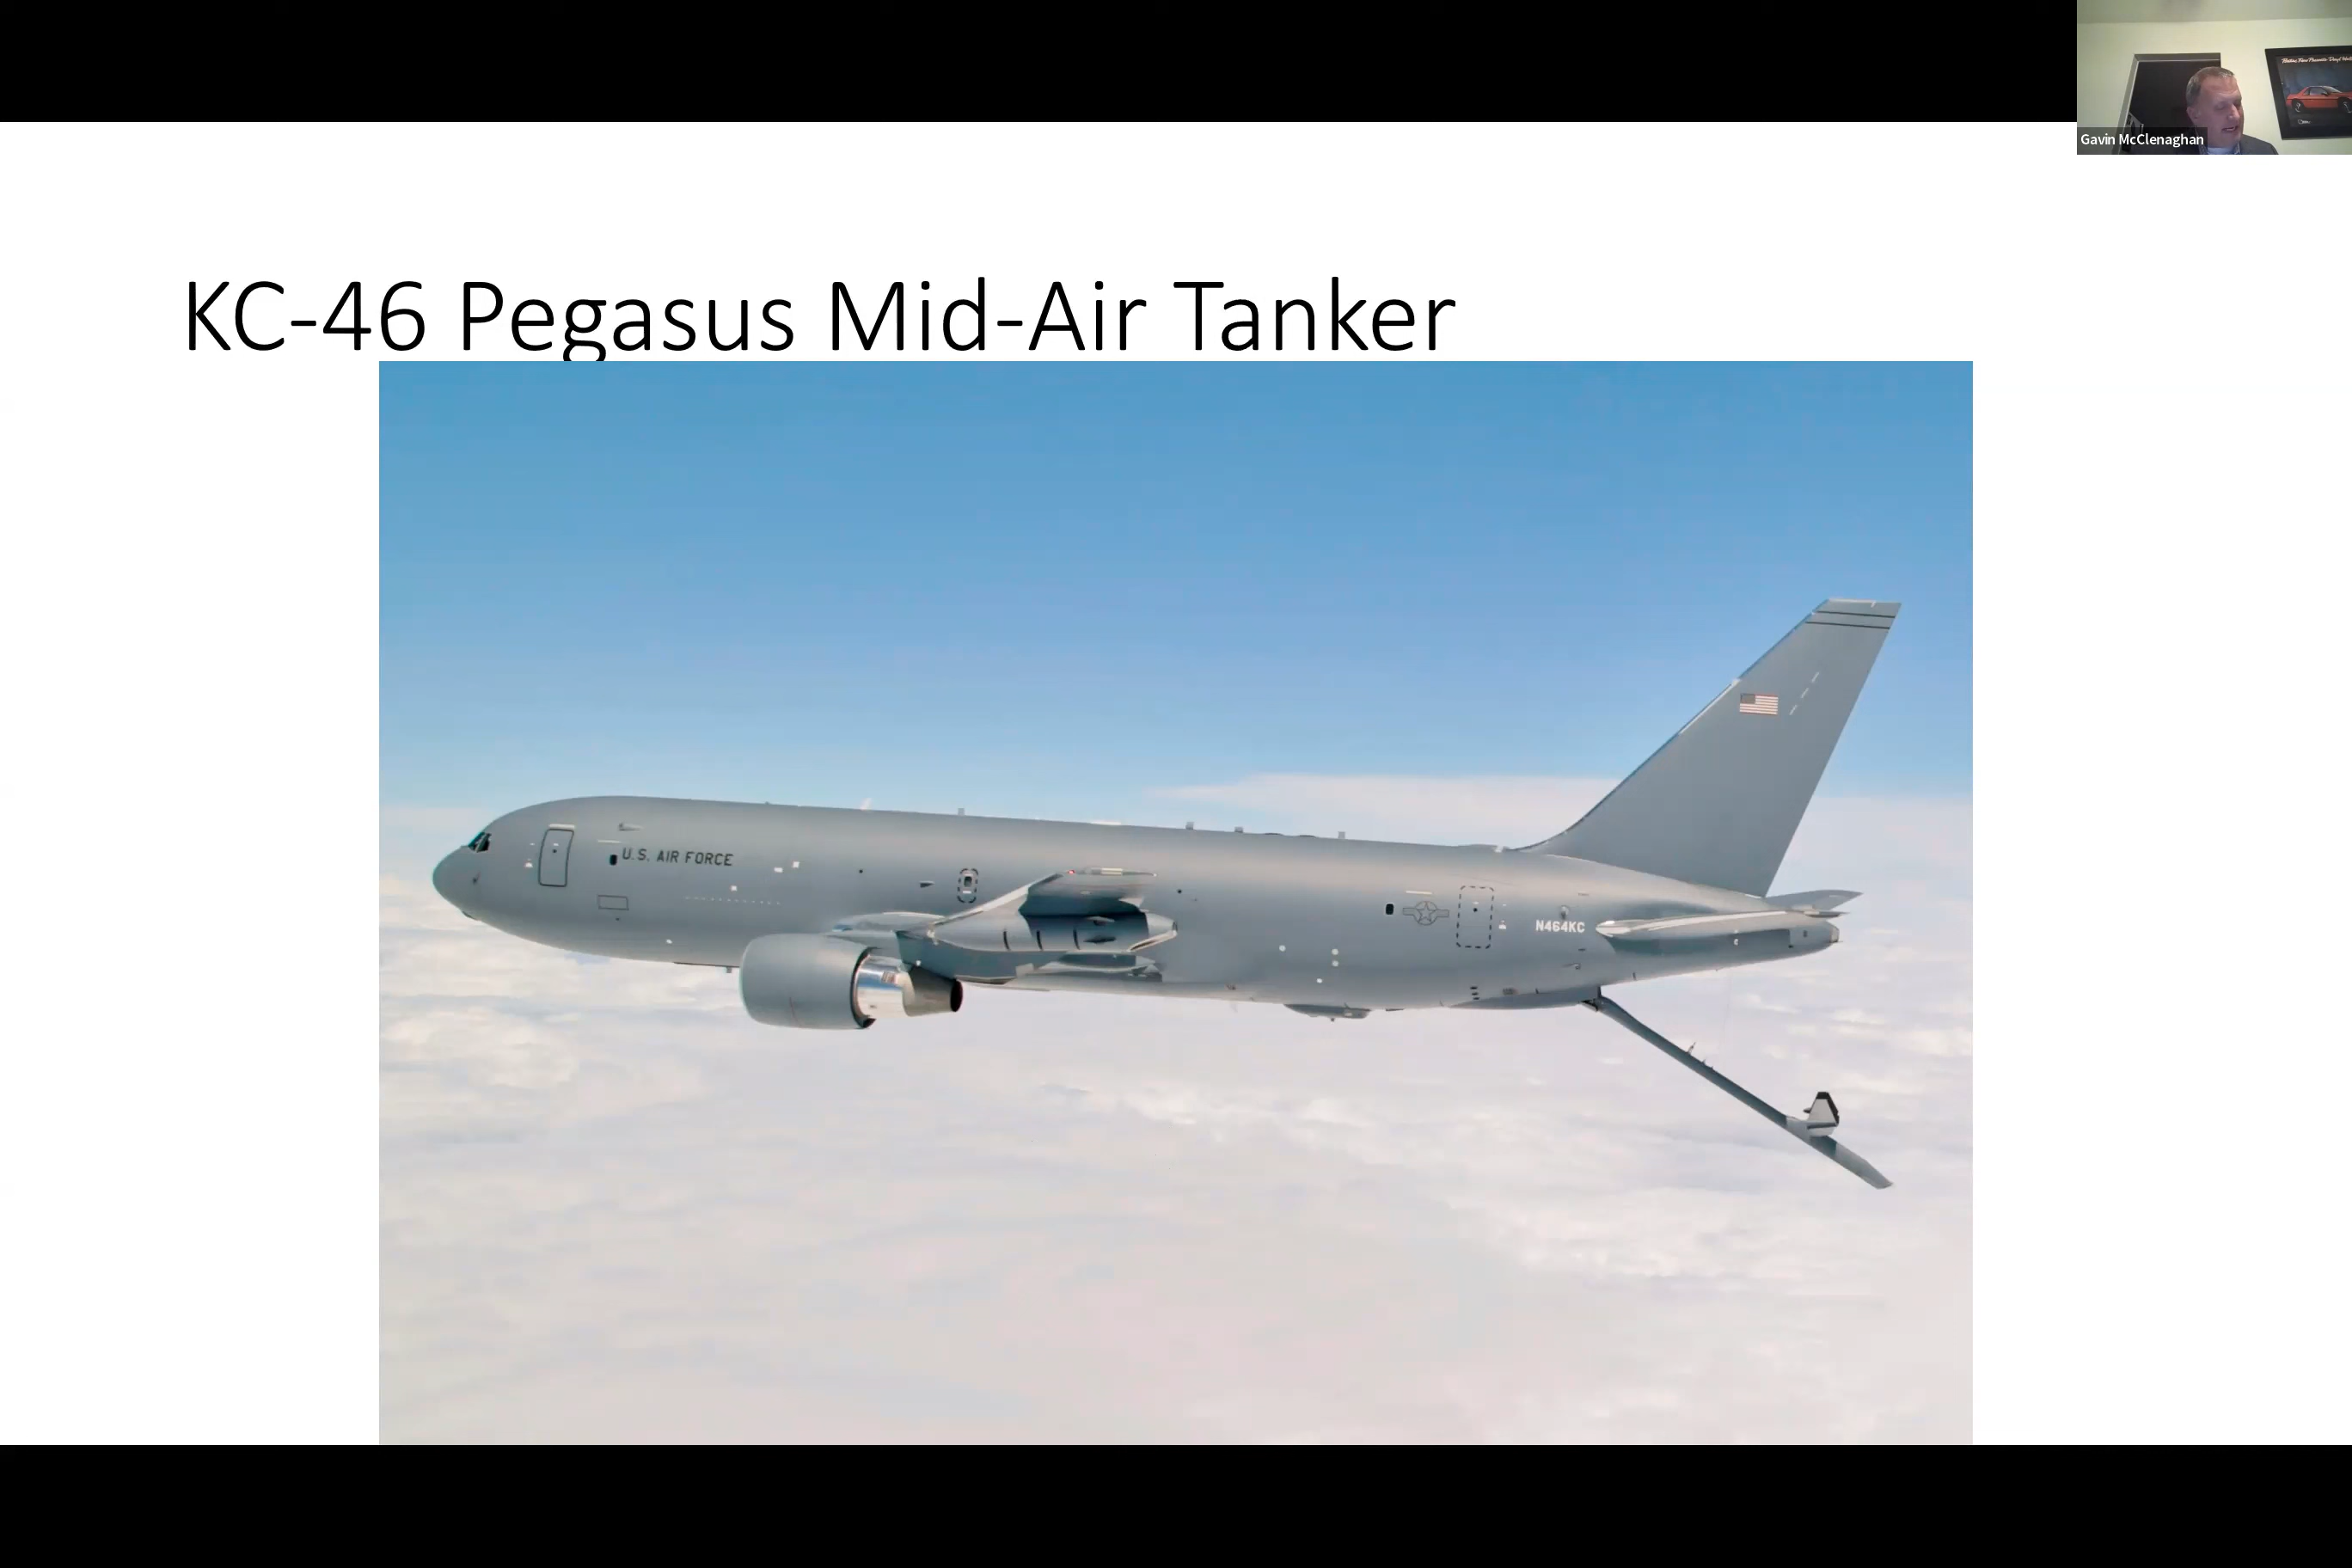 Gavin McClenaghan
KC-46 Pegasus Mid-Air Tanker
U.S. AIR FORCE
N464KC